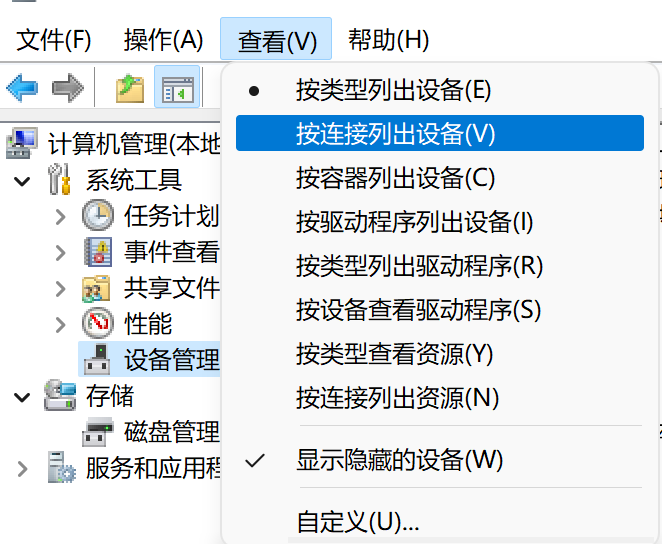 文件(F) 操作(A) 查看(V) 帮助(H)
按类型列出设备(E)
按连接列出设备(V)
按容器列出设备(C)
按驱动程序列出设备(I)
按类型列出驱动程序(R)
按设备查看驱动程序(S)
按类型查看资源(Y)
按连接列出资源(N)
显示隐藏的设备(W)
自定义(U)...
计算机管理(本地
系统工具
任务计划
事件查看
共享文件
性能
设备管理
存储
磁盘管理
服务和应用程